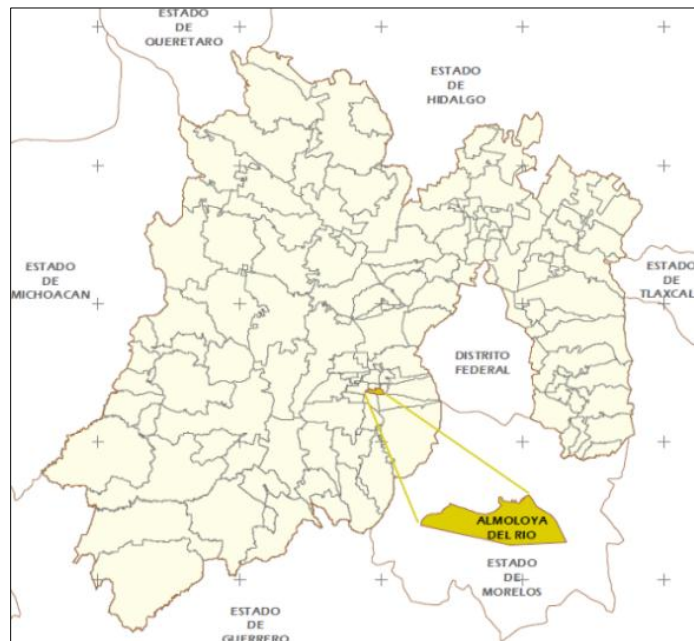 ESTADO
DE
QUERETARO
ESTADO
DE
HIDALGO
ESTADO
DE
MICHOACAN
ESTADO
DE
TLAXCAL
DISTRITO
FEDERAL
ALMOLOYA
DEL RIO
ESTADO
DE
MORELOS
ESTADO
DE
GUERRERO